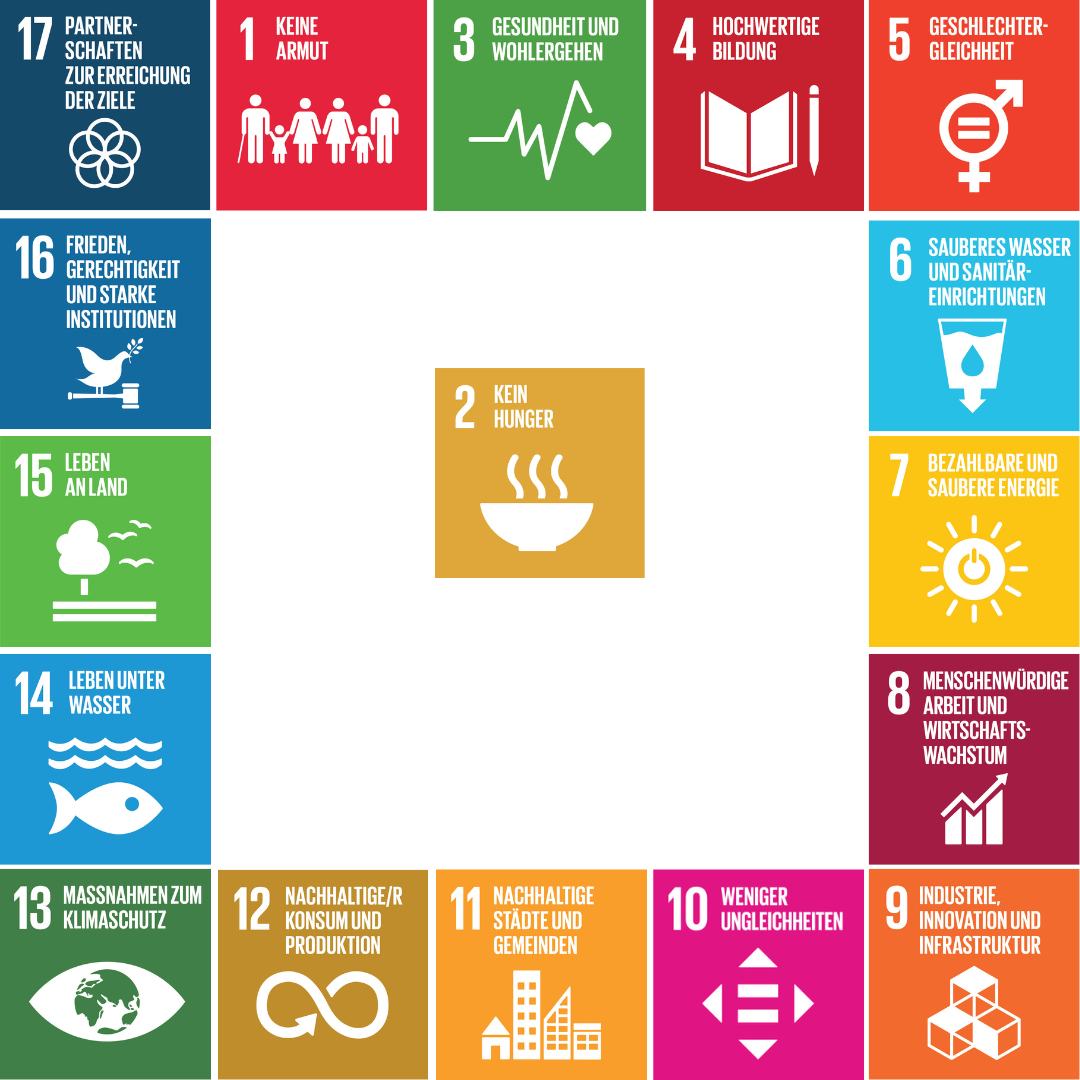 17 PARTNER-
SCHAFTEN
ZUR ERREICHUNG
DER ZIELE
1 KEINE
ARMUT
3 GESUNDHEIT UND
WOHLERGEHEN
4 HOCHWERTIGE
BILDUNG
5 GESCHLECHTER-
GLEICHHEIT
16 FRIEDEN,
GERECHTIGKEIT
UND STARKE
INSTITUTIONEN
6 SAUBERES WASSER
UND SANITÄR-
EINRICHTUNGEN
2 KEIN
HUNGER
15 LEBEN
AN LAND
7 BEZAHLBARE UND
SAUBERE ENERGIE
14 LEBEN UNTER
WASSER
8 MENSCHENWÜRDIGE
ARBEIT UND
WIRTSCHAFTS-
WACHSTUM
13 MASSNAHMEN ZUM
KLIMASCHUTZ
12 NACHHALTIGE/R
KONSUM UND
PRODUKTION
11 NACHHALTIGE
STÄDTE UND
GEMEINDEN
10 WENIGER
UNGLEICHHEITEN
9 INDUSTRIE,
INNOVATION UND
INFRASTRUKTUR